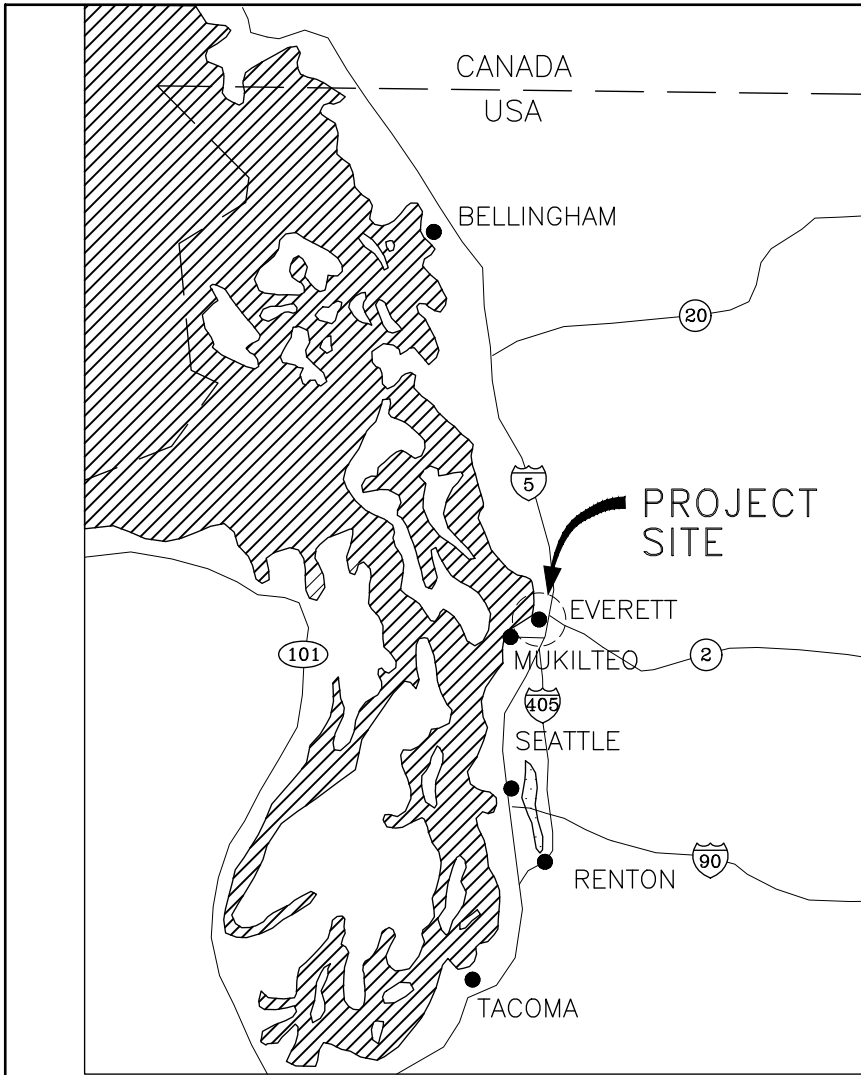 CANADA
USA
BELLINGHAM
20
5
PROJECT
SITE
EVERETT
MUKILTEO
101
2
405
SEATTLE
90
RENTON
TACOMA